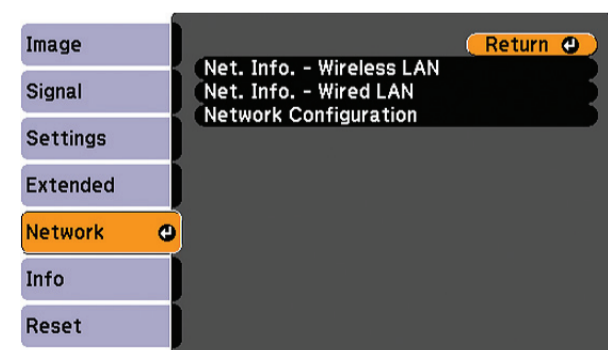 Image
Signal
Settings
Extended
Network
Info
Reset
Return
Net. Info. - Wireless LAN
Net. Info. - Wired LAN
Network Configuration